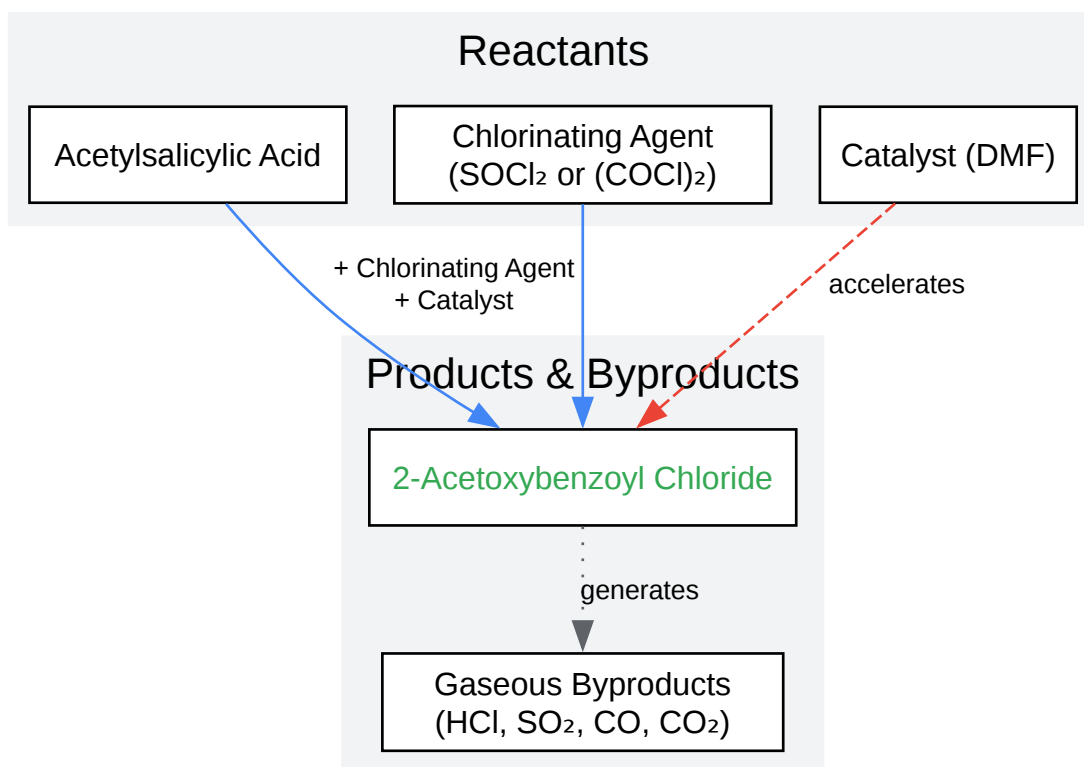 Reactants
Acetylsalicylic Acid
Chlorinating Agent
(SOCl₂ or (COCl)₂)
Catalyst (DMF)
+ Chlorinating Agent
+ Catalyst
accelerates
Products & Byproducts
2-Acetoxybenzoyl Chloride
generates
Gaseous Byproducts
(HCl, SO₂, CO, CO₂)